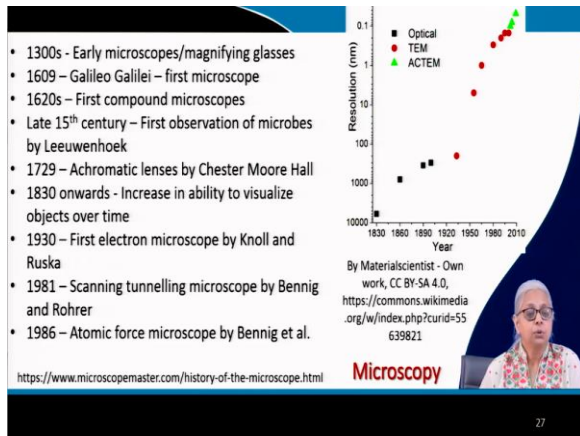 • 1300s - Early microscopes/magnifying glasses
• 1609 – Galileo Galilei – first microscope
• 1620s – First compound microscopes
• Late 15th century – First observation of microbes
by Leeuwenhoek
• 1729 – Achromatic lenses by Chester Moore Hall
• 1830 onwards - Increase in ability to visualize
objects over time
• 1930 – First electron microscope by Knoll and
Ruska
• 1981 – Scanning tunnelling microscope by Bennig
and Rohrer
• 1986 – Atomic force microscope by Bennig et al.
https://www.microscopemaster.com/history-of-the-microscope.html
Resolution (nm)
0.1
1
10
100
1000
10000
Optical
TEM
ACTEM
1830 1860 1890 1920 1950 1980 2010
Year
By Materialscientist - Own
work, CC BY-SA 4.0,
https://commons.wikimedia
.org/w/index.php?curid=55
639821
Microscopy
27